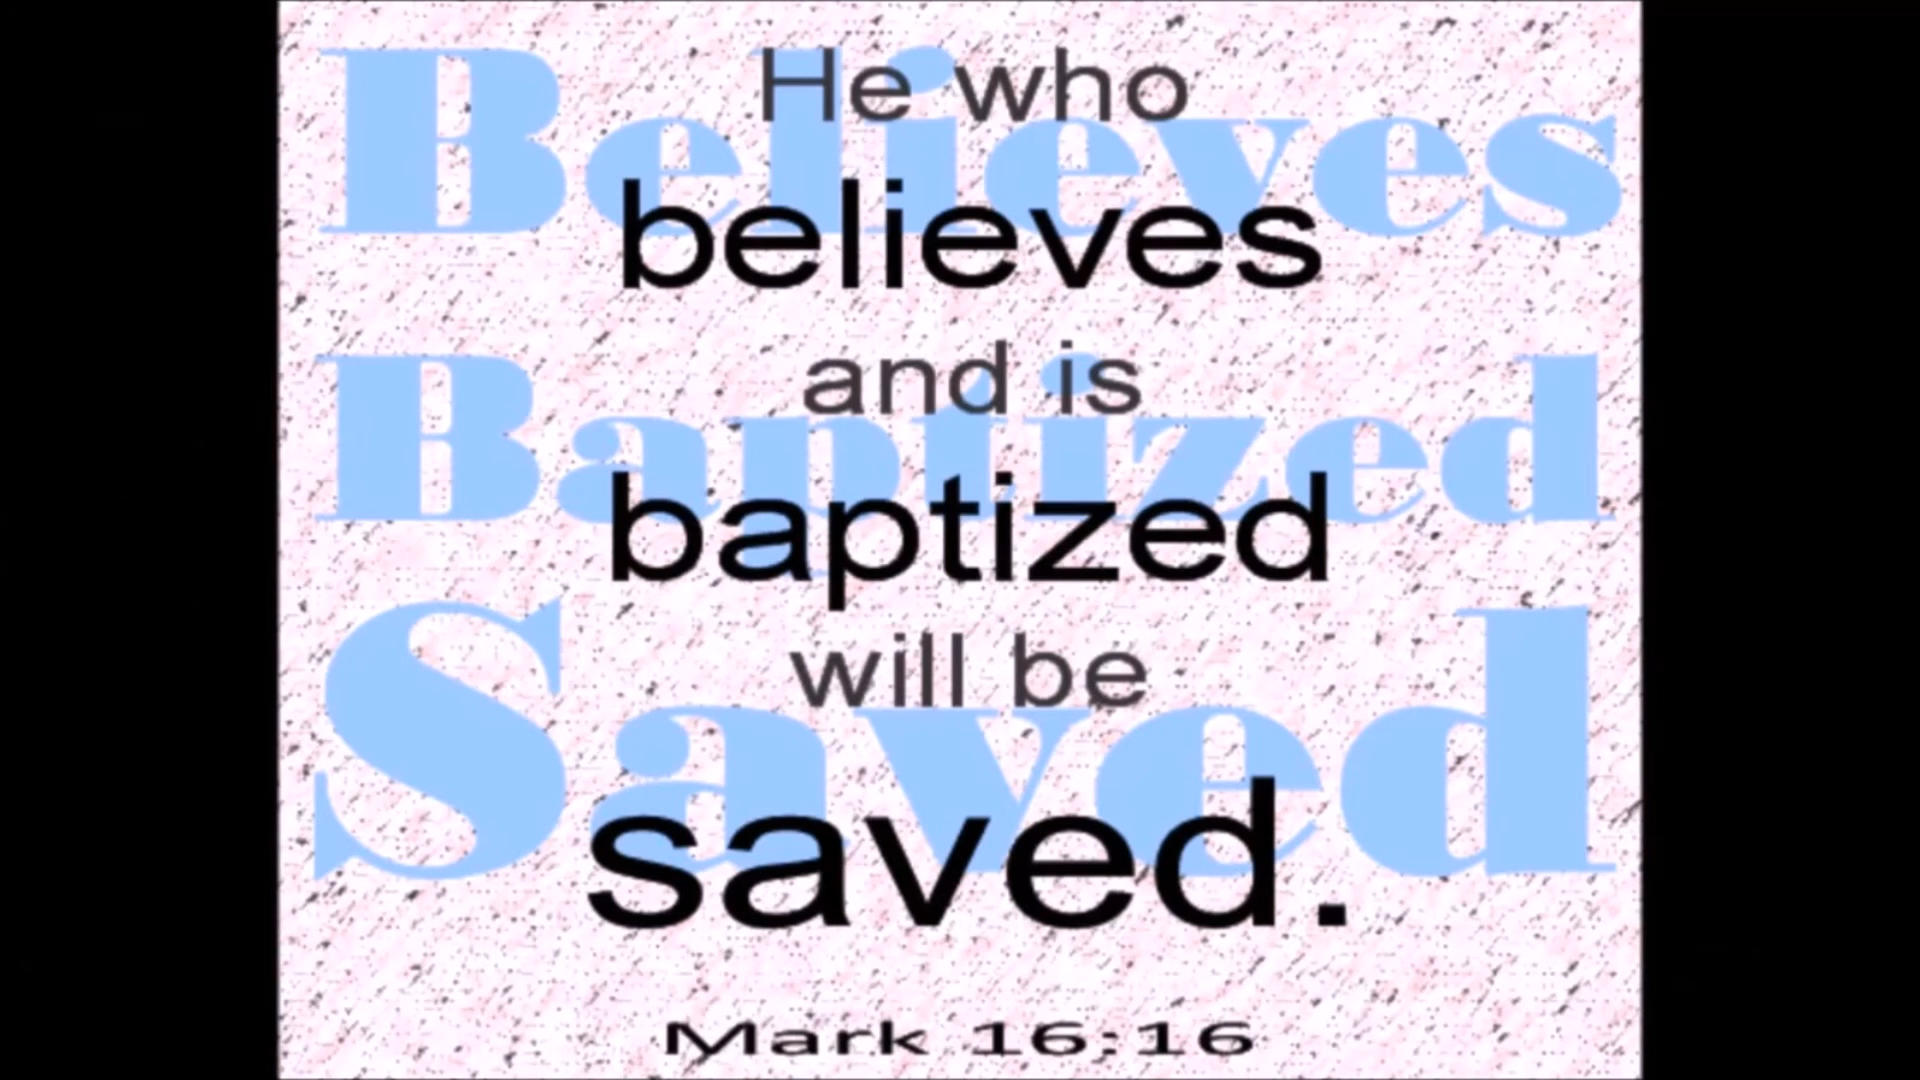 He who
Believes
believes
and is
Baptized
baptized
will be
Saved
saved.
Mark 16:16